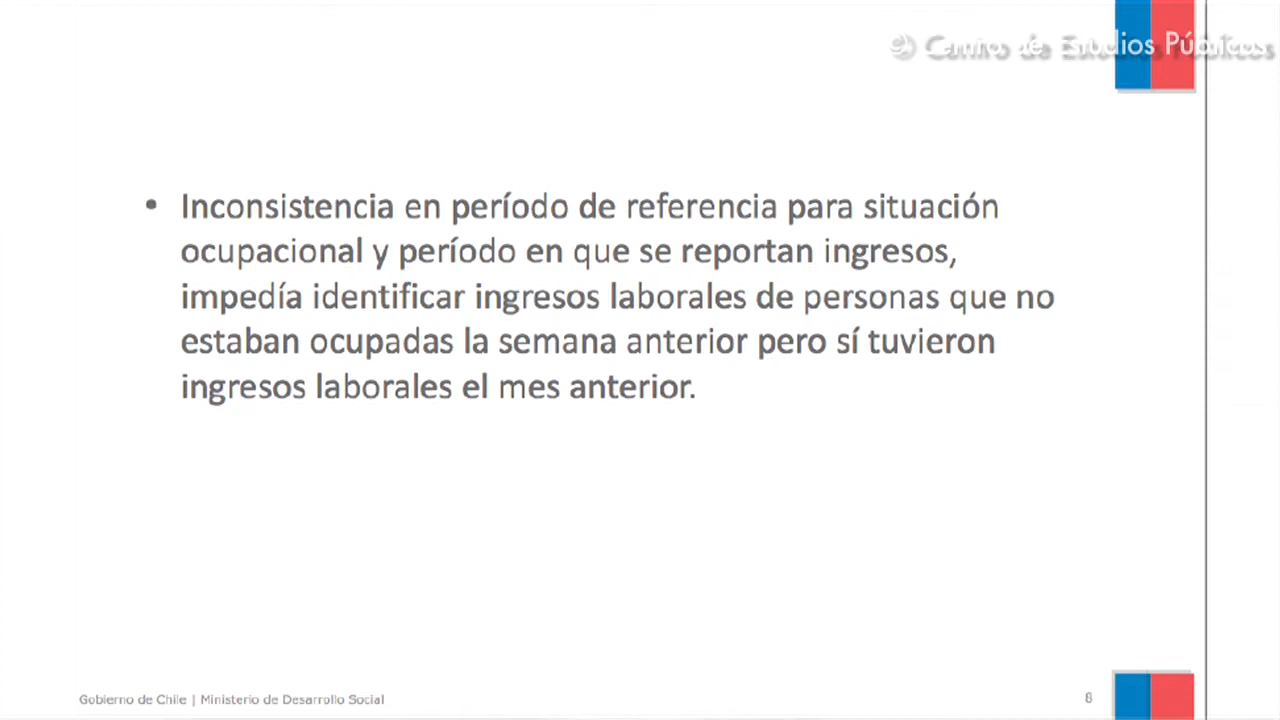 © Centro de Estudios Públicos
• Inconsistencia en período de referencia para situación
ocupacional y período en que se reportan ingresos,
impedía identificar ingresos laborales de personas que no
estaban ocupadas la semana anterior pero sí tuvieron
ingresos laborales el mes anterior.
Gobierno de Chile | Ministerio de Desarrollo Social
8